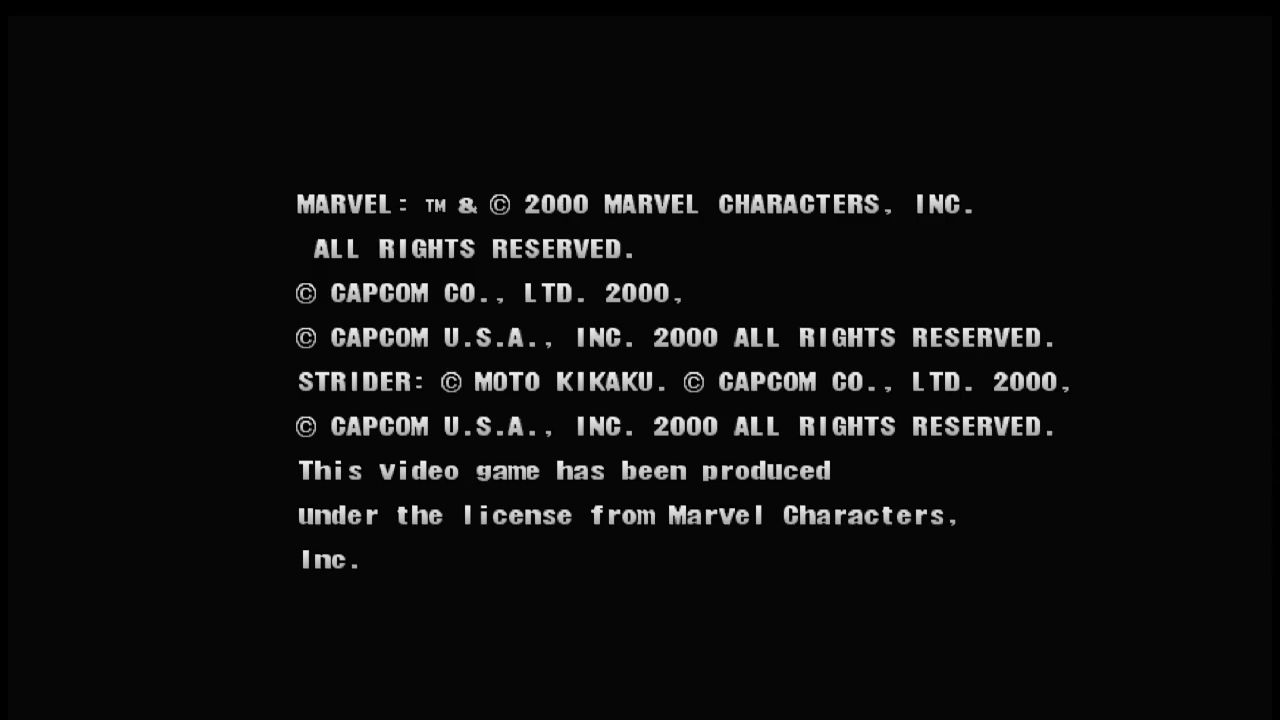 MARVEL: ™ & © 2000 MARVEL CHARACTERS, INC.
ALL RIGHTS RESERVED.
© CAPCOM CO., LTD. 2000,
© CAPCOM U.S.A., INC. 2000 ALL RIGHTS RESERVED.
STRIDER: © MOTO KIKAKU. © CAPCOM CO., LTD. 2000,
© CAPCOM U.S.A., INC. 2000 ALL RIGHTS RESERVED.
This video game has been produced
under the license from Marvel Characters,
Inc.